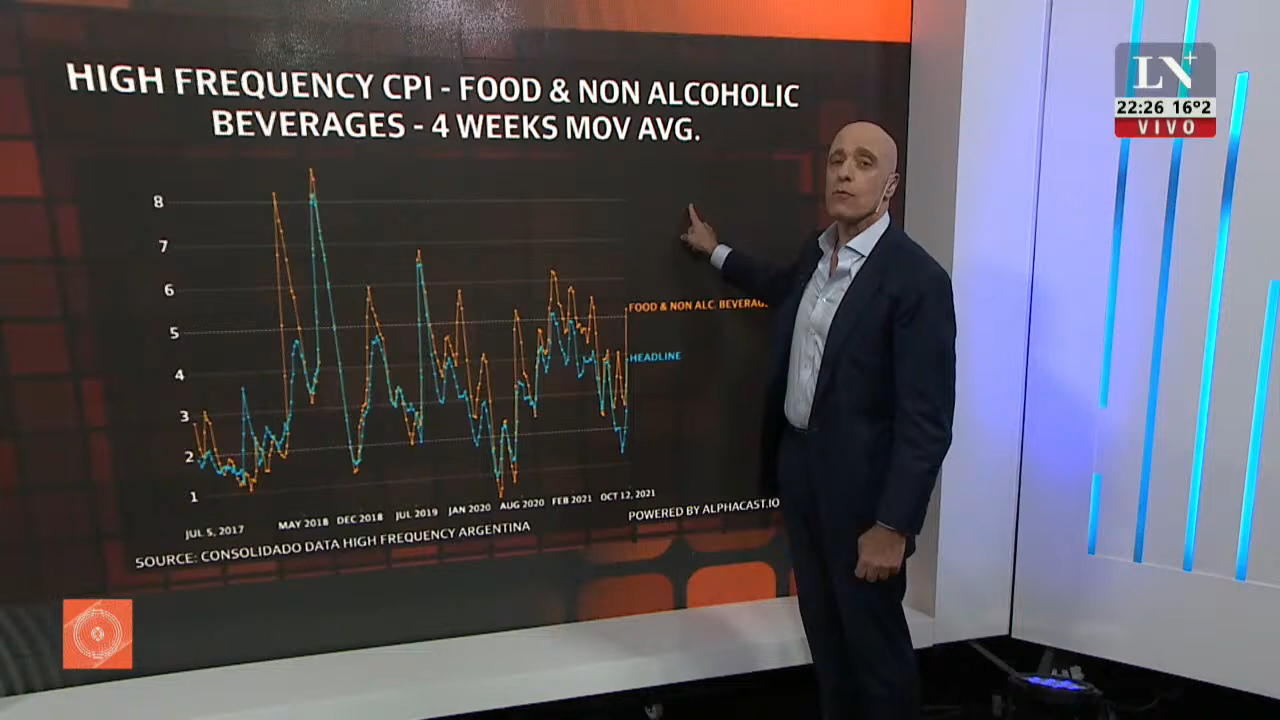 HIGH FREQUENCY CPI - FOOD & NON ALCOHOLIC
BEVERAGES - 4 WEEKS MOV AVG.
LN+
22:26 16º2
VIVO
8
7
6
5
4
3
2
1
FOOD & NON ALC. BEVERAG
HEADLINE
JUL 5, 2017
MAY 2018
DEC 2018
JUL 2019
JAN 2020
AUG 2020
FEB 2021
OCT 12, 2021
SOURCE: CONSOLIDADO DATA HIGH FREQUENCY ARGENTINA
POWERED BY ALPHACAST.IO